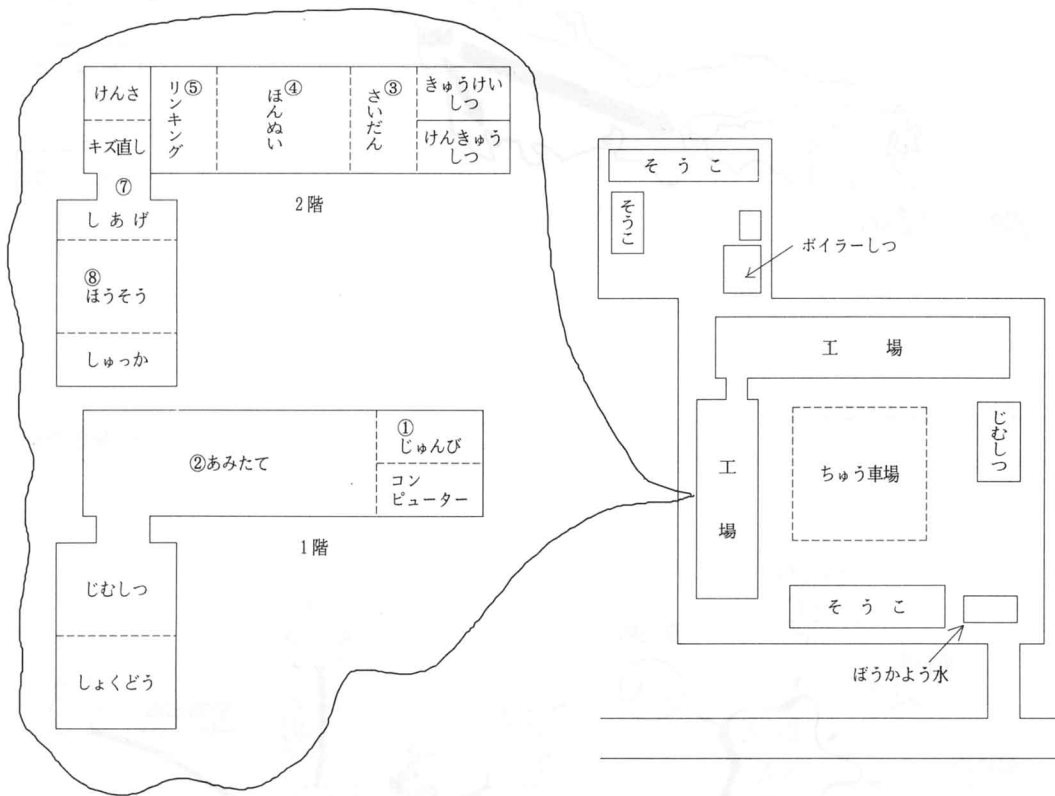 けんさ
キズ直し
⑤
リンキング
④
ほんぬい
③
さいだん
きゅうけい
しつ
けんきゅう
しつ
⑦
しあげ
⑧
ほうそう
しゅっか
2階
①
じゅんび
②あみたて
コン
ピューター
1階
じむしつ
しょくどう
そうこ
そうこ
ボイラーしつ
工場
工場
ちゅう車場
じむしつ
そうこ
ぼうかよう水